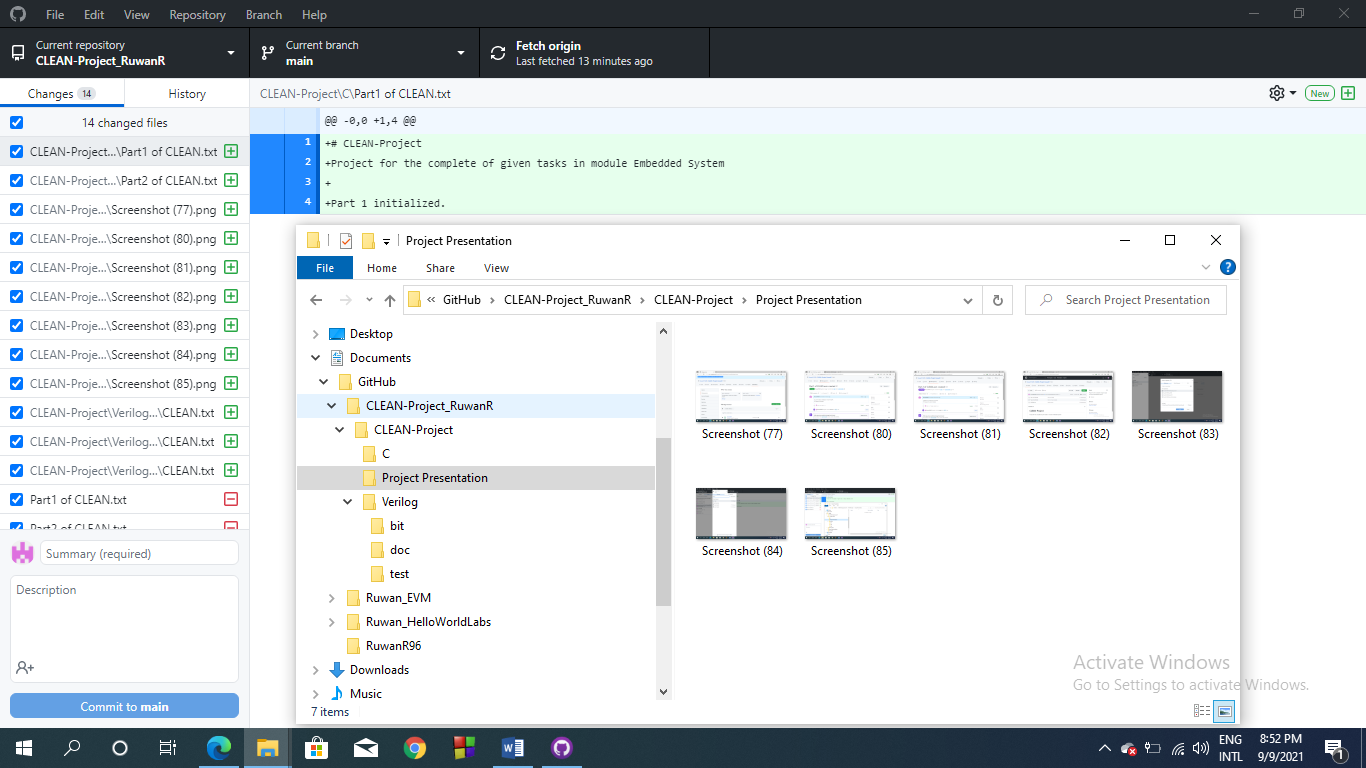 File Edit View Repository Branch Help
Current repository
CLEAN-Project_RuwanR
Current branch
main
Fetch origin
Last fetched 13 minutes ago
Changes 14 History
CLEAN-Project\C\Part1 of CLEAN.txt
New
14 changed files
@@ -0,0 +1,4 @@
1 +# CLEAN-Project
2 +Project for the complete of given tasks in module Embedded System
3 +
4 +Part 1 initialized.
CLEAN-Project...\Part1 of CLEAN.txt
CLEAN-Project...\Part2 of CLEAN.txt
CLEAN-Proje...\Screenshot (77).png
CLEAN-Proje...\Screenshot (80).png
CLEAN-Proje...\Screenshot (81).png
CLEAN-Proje...\Screenshot (82).png
CLEAN-Proje...\Screenshot (83).png
CLEAN-Proje...\Screenshot (84).png
CLEAN-Proje...\Screenshot (85).png
CLEAN-Project\Verilog...\CLEAN.txt
CLEAN-Project\Verilog...\CLEAN.txt
CLEAN-Project\Verilog...\CLEAN.txt
Part1 of CLEAN.txt
Part2 of CLEAN.txt
Summary (required)
Description
Commit to main
Project Presentation
File Home Share View
« GitHub › CLEAN-Project_RuwanR › CLEAN-Project › Project Presentation
Search Project Presentation
Desktop
Documents
GitHub
CLEAN-Project_RuwanR
CLEAN-Project
C
Project Presentation
Verilog
bit
doc
test
Ruwan_EVM
Ruwan_HelloWorldLabs
RuwanR96
Downloads
Music
Screenshot (77) Screenshot (80) Screenshot (81) Screenshot (82) Screenshot (83)
Screenshot (84) Screenshot (85)
7 items
Activate Windows
Go to Settings to activate Windows.
ENG
INTL
8:52 PM
9/9/2021
1